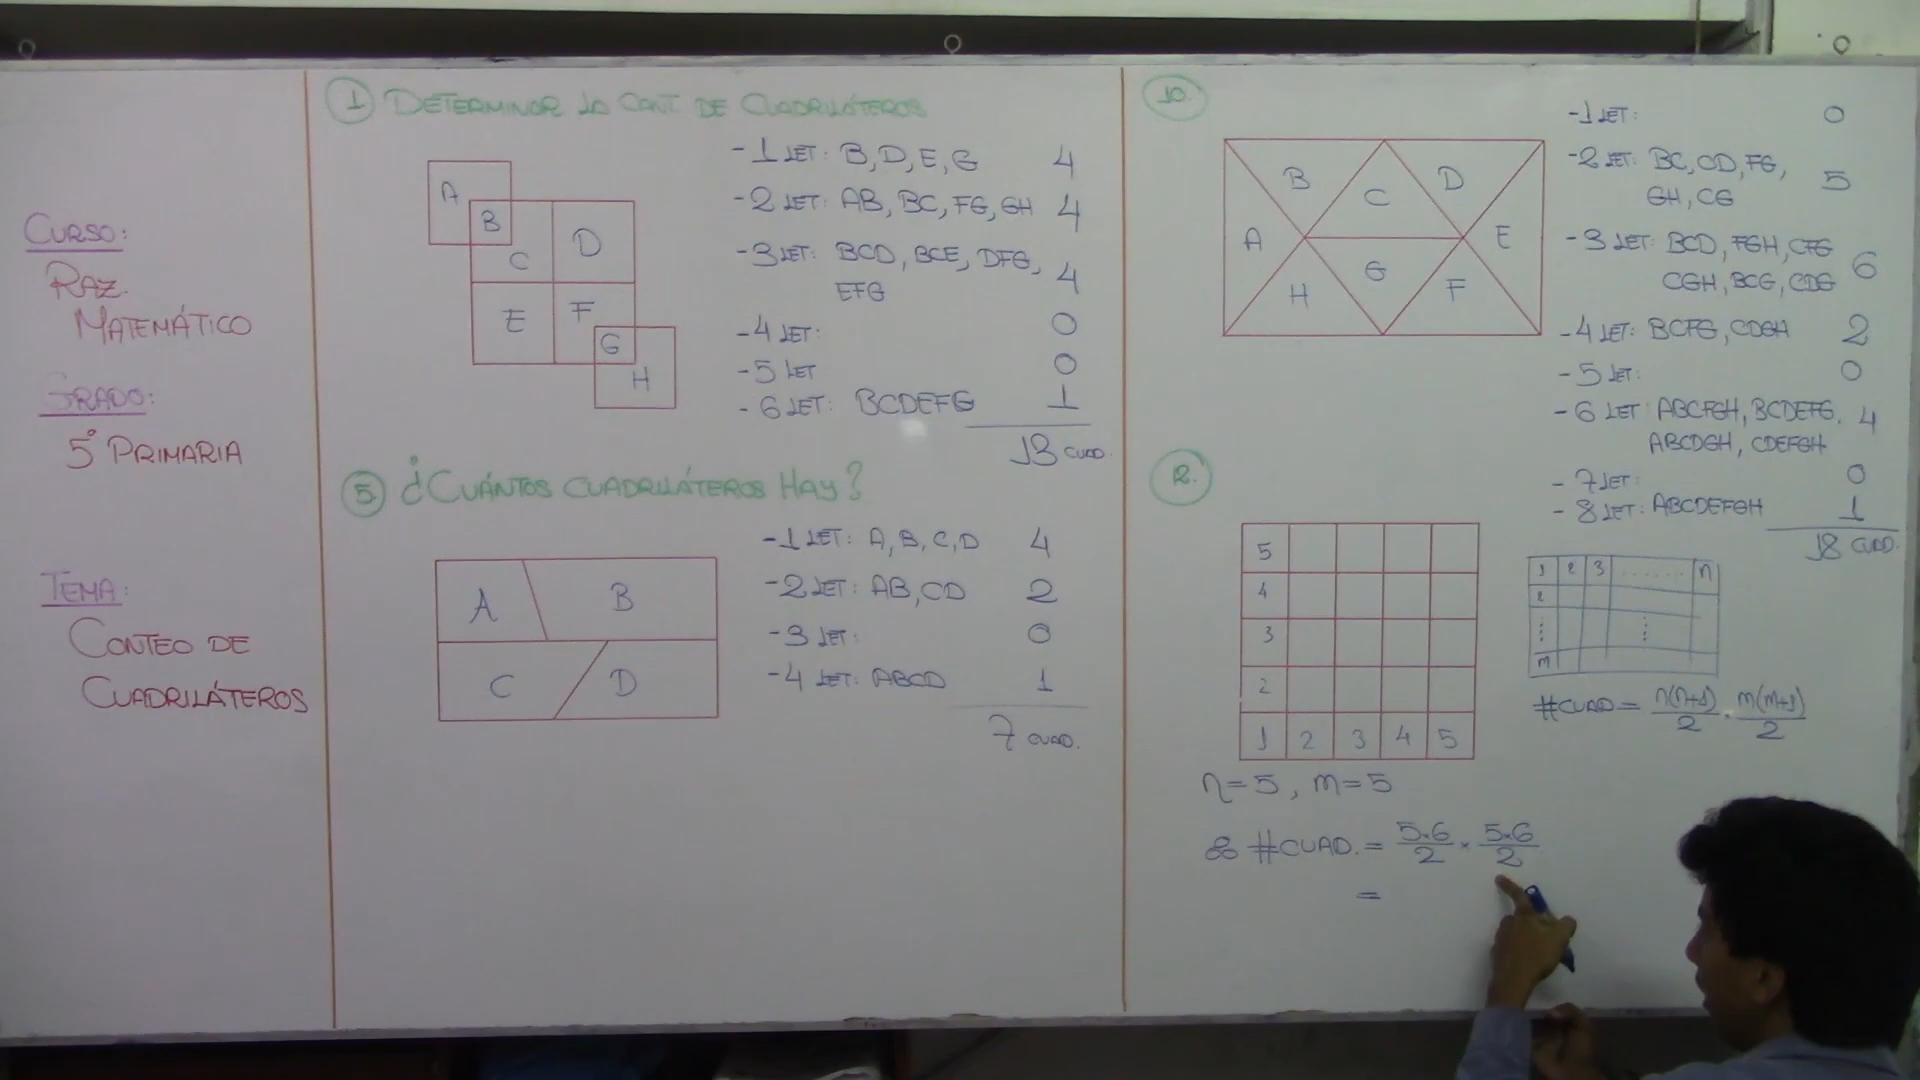 CURSO:
RAZ.
MATEMÁTICO
GRADO:
5° PRIMARIA
TEMA:
CONTEO DE
CUADRILÁTEROS
1 DETERMINAR LA CANT. DE CUADRILÁTEROS
A
B
C
D
E
F
G
H
-1 LET: B, D, E, G 4
-2 LET: AB, BC, FG, GH 4
-3 LET: BCD, BCE, DFG, 4
EFG
-4 LET: 0
-5 LET 0
-6 LET: BCDEFG 1
13 CUAD.
5 ¿CUÁNTOS CUADRILÁTEROS HAY?
A B
C D
-1 LET: A, B, C, D 4
-2 LET: AB, CD 2
-3 LET: 0
-4 LET: ABCD 1
7 CUAD.
10.
B C D
A E
H G F
-1 LET: 0
-2 LET: BC, CD, FG, 5
GH, CG
-3 LET: BCD, FGH, CFG 6
CGH, BCG, CDG
-4 LET: BCFG, CDGH 2
-5 LET: 0
-6 LET: ABCFGH, BCDEFG, 4
ABCDGH, CDEFGH
-7 LET: 0
-8 LET: ABCDEFGH 1
18 CUAD.
12.
5
4
3
2
1 2 3 4 5
1 2 3 ....... n
2
⋮ ⋮
m
#CUAD = n(n+1)/2 . m(m+1)/2
n=5, m=5
∴ #CUAD. = 5.6/2 × 5.6/2
=